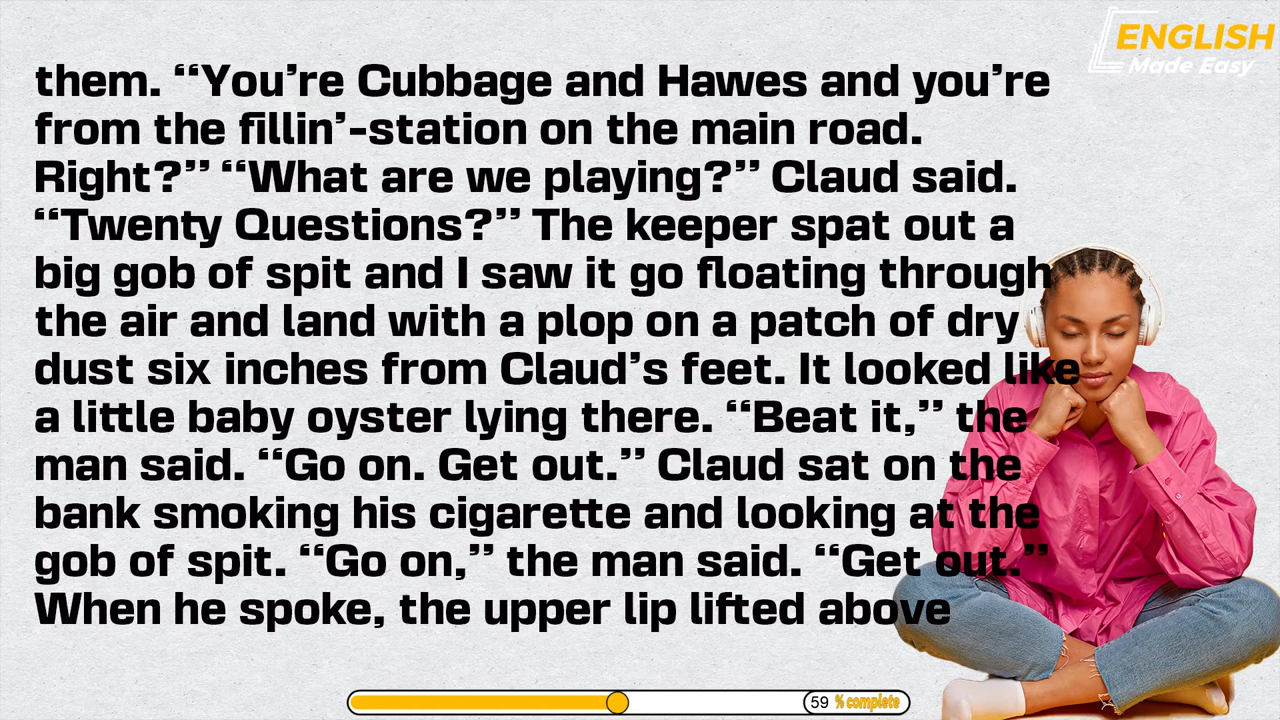 ENGLISH
Made Easy
them. “You’re Cubbage and Hawes and you’re
from the fillin’-station on the main road.
Right?” “What are we playing?” Claud said.
“Twenty Questions?” The keeper spat out a
big gob of spit and I saw it go floating through
the air and land with a plop on a patch of dry
dust six inches from Claud’s feet. It looked like
a little baby oyster lying there. “Beat it,” the
man said. “Go on. Get out.” Claud sat on the
bank smoking his cigarette and looking at the
gob of spit. “Go on,” the man said. “Get out.”
When he spoke, the upper lip lifted above
59 % complete